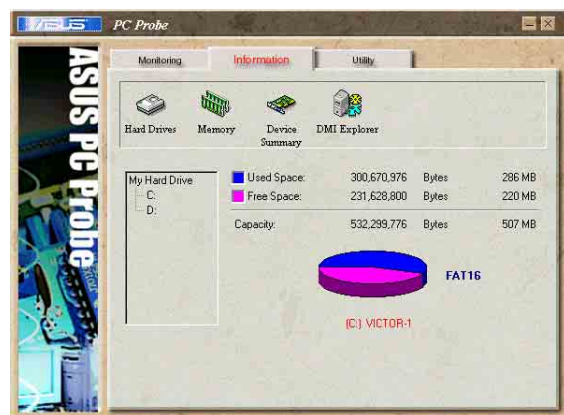 ASUS PC Probe
Monitoring Information Utility
Hard Drives Memory Device Summary DMI Explorer
ASUS PC Probe
My Hard Drive
C:
D:
Used Space: 300,670,976 Bytes 286 MB
Free Space: 231,628,800 Bytes 220 MB
Capacity: 532,299,776 Bytes 507 MB
FAT16
(C:) VICTOR-1